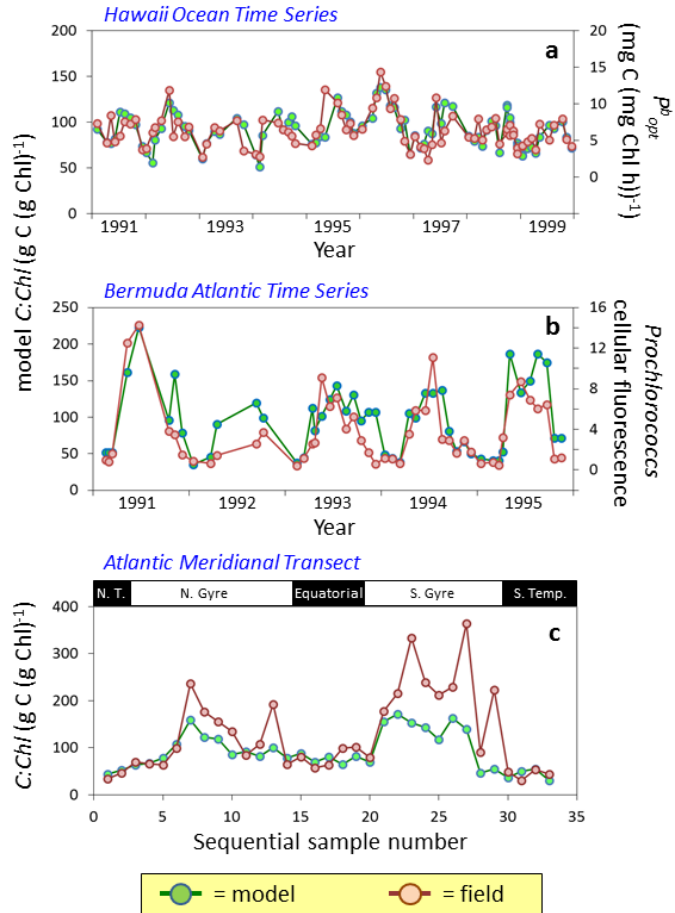 Hawaii Ocean Time Series
200
150
100
50
0
20
15
10
5
0
a
1991
1993
1995
1997
1999
Year
P^b_opt
(mg C (mg Chl h))-1
model C:Chl (g C (g Chl)-1
Bermuda Atlantic Time Series
250
200
150
100
50
0
16
12
8
4
0
b
1991
1992
1993
1994
1995
Year
Prochlorococcs
cellular fluorescence
Atlantic Meridianal Transect
N. T.
N. Gyre
Equatorial
S. Gyre
S. Temp.
400
300
200
100
0
c
C:Chl (g C (g Chl)-1
0
5
10
15
20
25
30
35
Sequential sample number
= model
= field